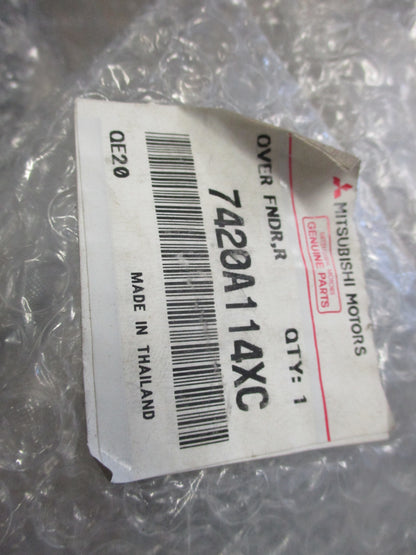 MITSUBISHI MOTORS
GENUINE PARTS
OVER FNDR,R
QTY: 1
7420A114XC
QE20
MADE IN THAILAND